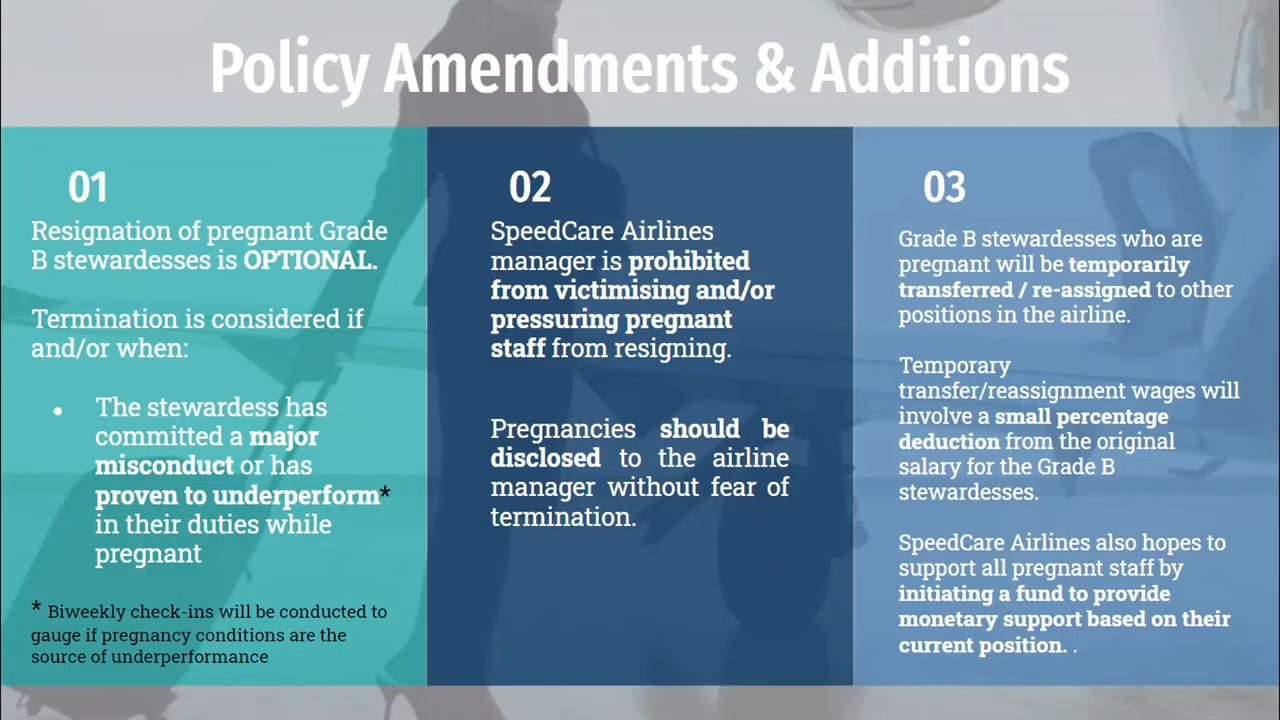 Policy Amendments & Additions
01
Resignation of pregnant Grade
B stewardesses is OPTIONAL.
Termination is considered if
and/or when:
● The stewardess has
committed a major
misconduct or has
proven to underperform*
in their duties while
pregnant
* Biweekly check-ins will be conducted to
gauge if pregnancy conditions are the
source of underperformance
02
SpeedCare Airlines
manager is prohibited
from victimising and/or
pressuring pregnant
staff from resigning.
Pregnancies should be
disclosed to the airline
manager without fear of
termination.
03
Grade B stewardesses who are
pregnant will be temporarily
transferred / re-assigned to other
positions in the airline.
Temporary
transfer/reassignment wages will
involve a small percentage
deduction from the original
salary for the Grade B
stewardesses.
SpeedCare Airlines also hopes to
support all pregnant staff by
initiating a fund to provide
monetary support based on their
current position. .